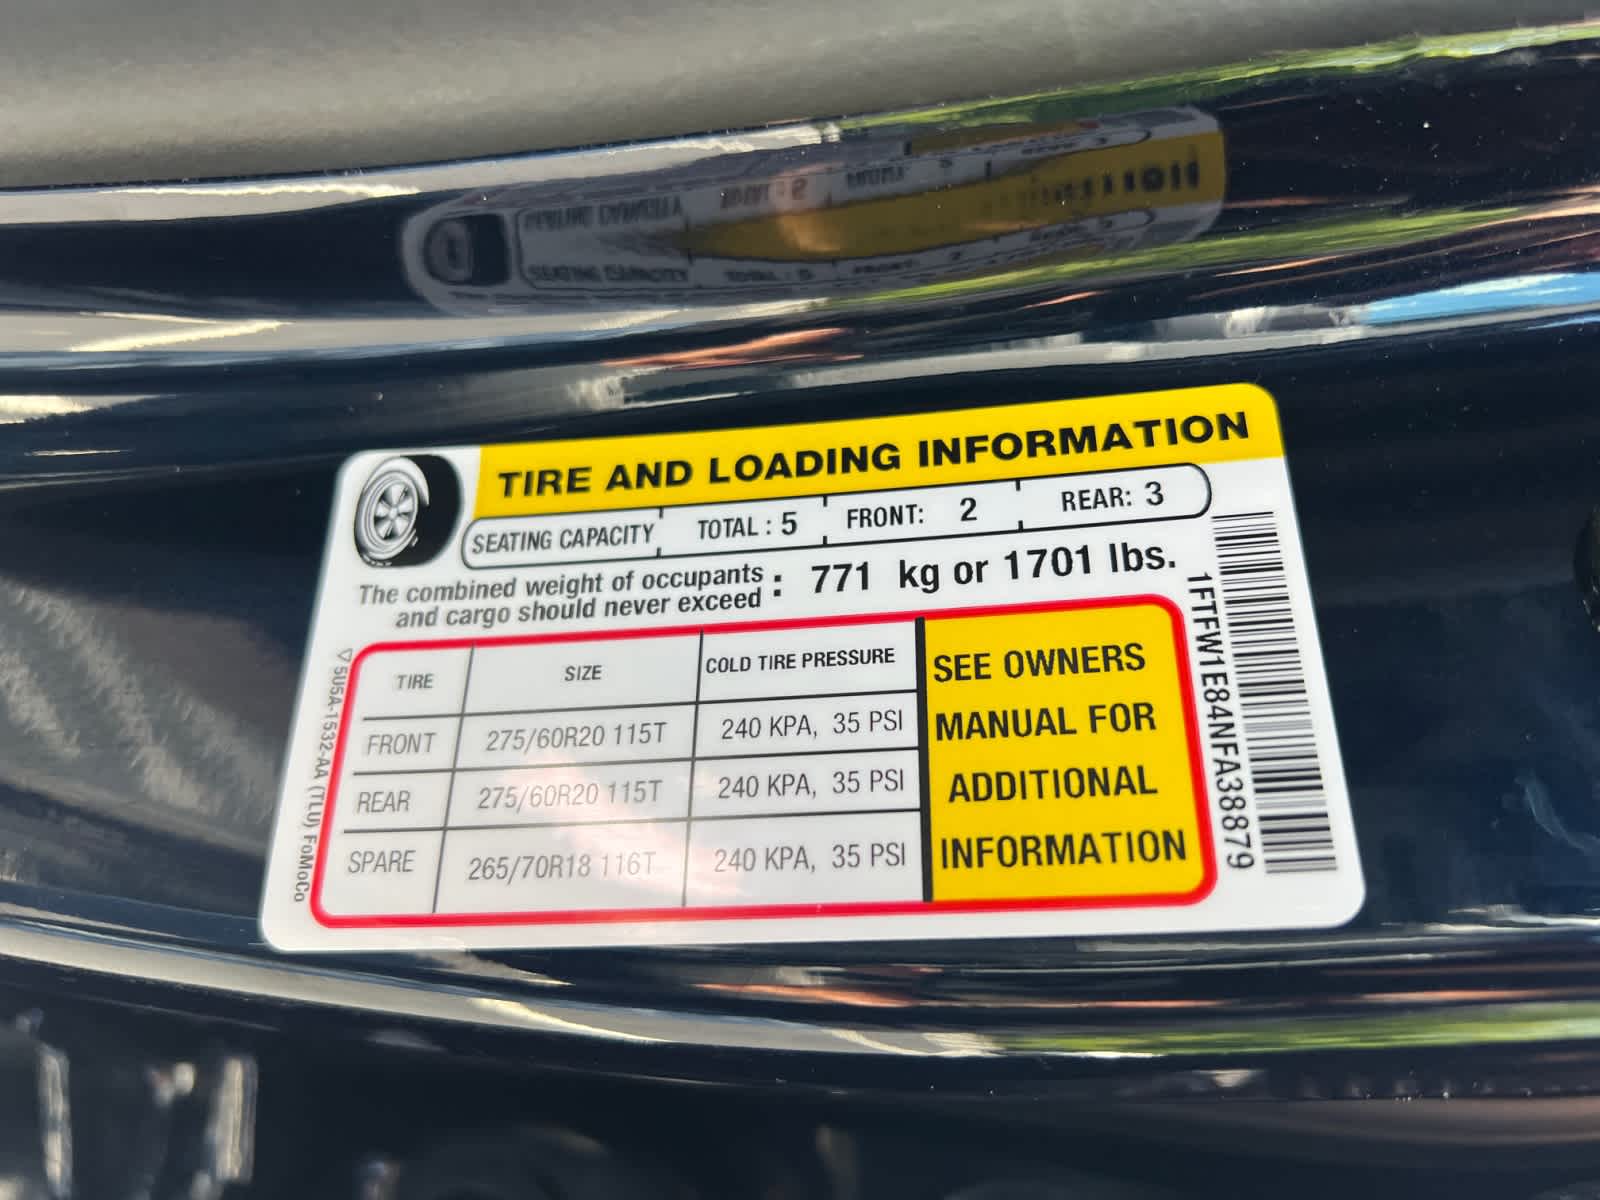 TIRE AND LOADING INFORMATION
SEATING CAPACITY TOTAL : 5 FRONT: 2 REAR: 3
The combined weight of occupants
and cargo should never exceed : 771 kg or 1701 lbs.
TIRE SIZE COLD TIRE PRESSURE
FRONT 275/60R20 115T 240 KPA, 35 PSI
REAR 275/60R20 115T 240 KPA, 35 PSI
SPARE 265/70R18 116T 240 KPA, 35 PSI
SEE OWNERS
MANUAL FOR
ADDITIONAL
INFORMATION
1FTFW1E84NFA38879
5U5A-1532-AA (TLU) FoMoCo